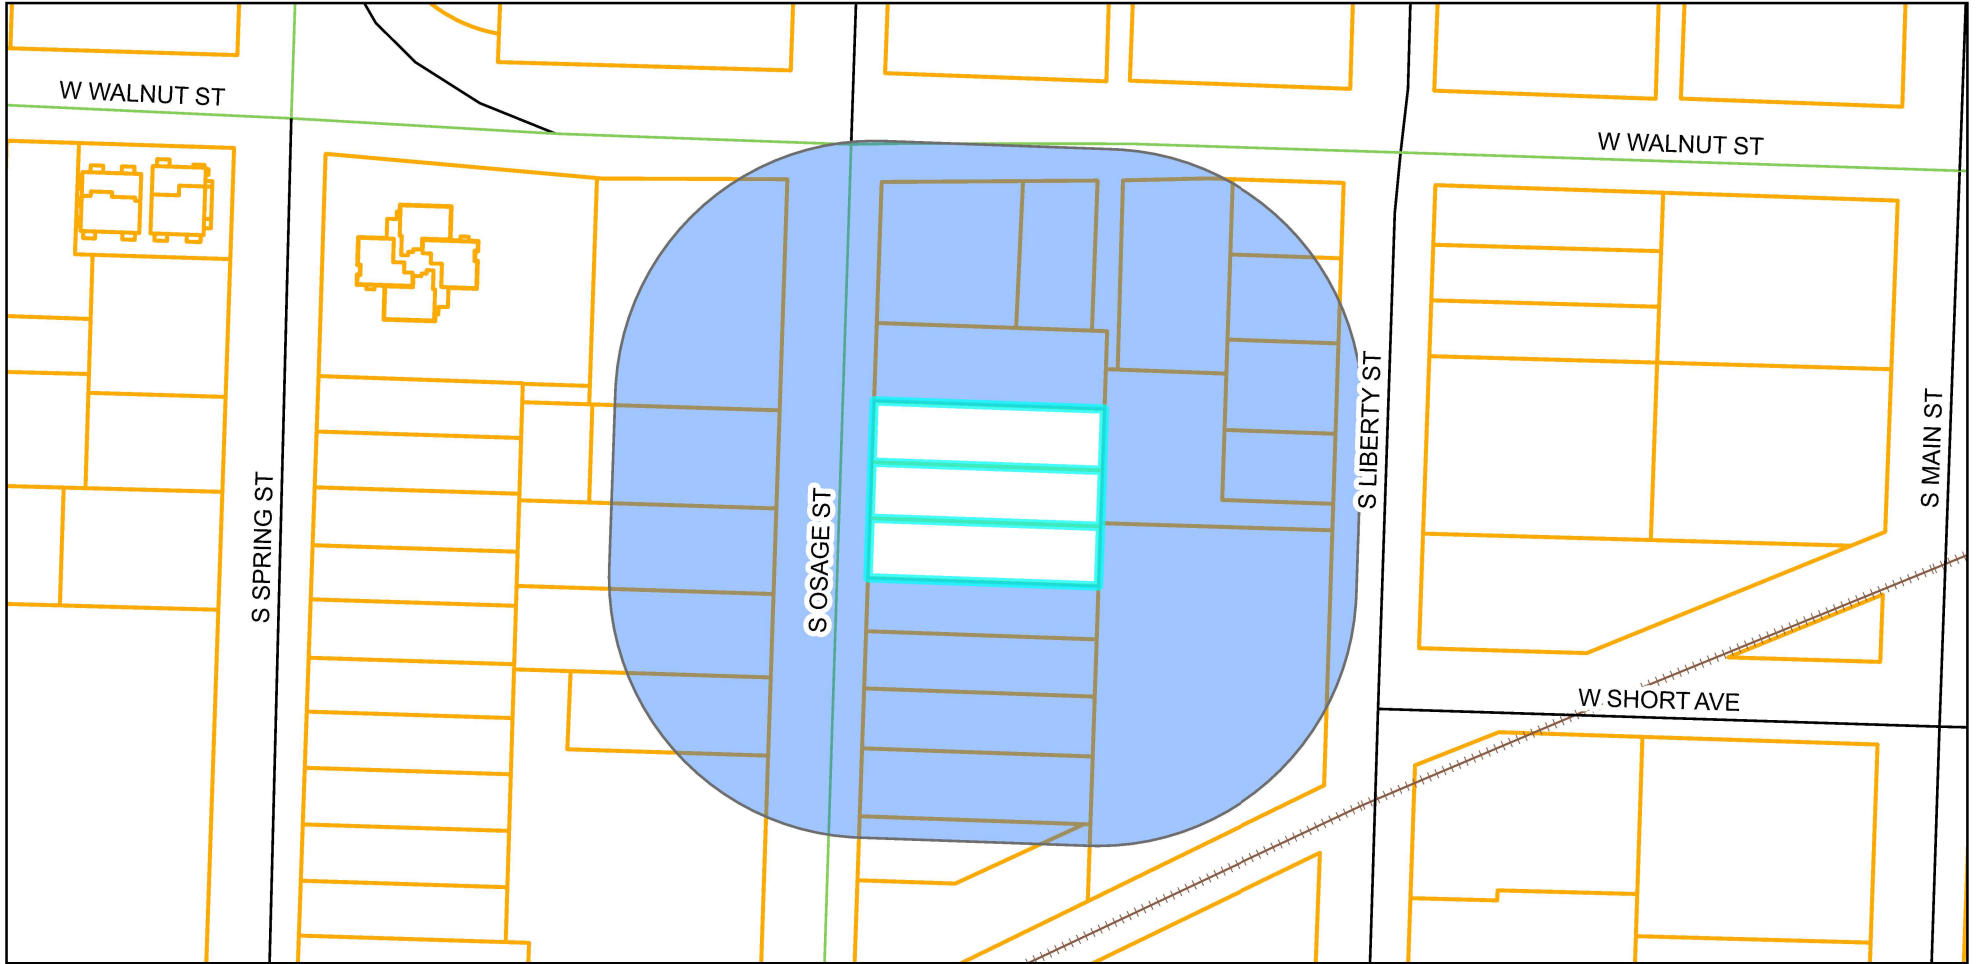 W WALNUT ST
W WALNUT ST
S SPRING ST
S OSAGE ST
S LIBERTY ST
S MAIN ST
W SHORT AVE